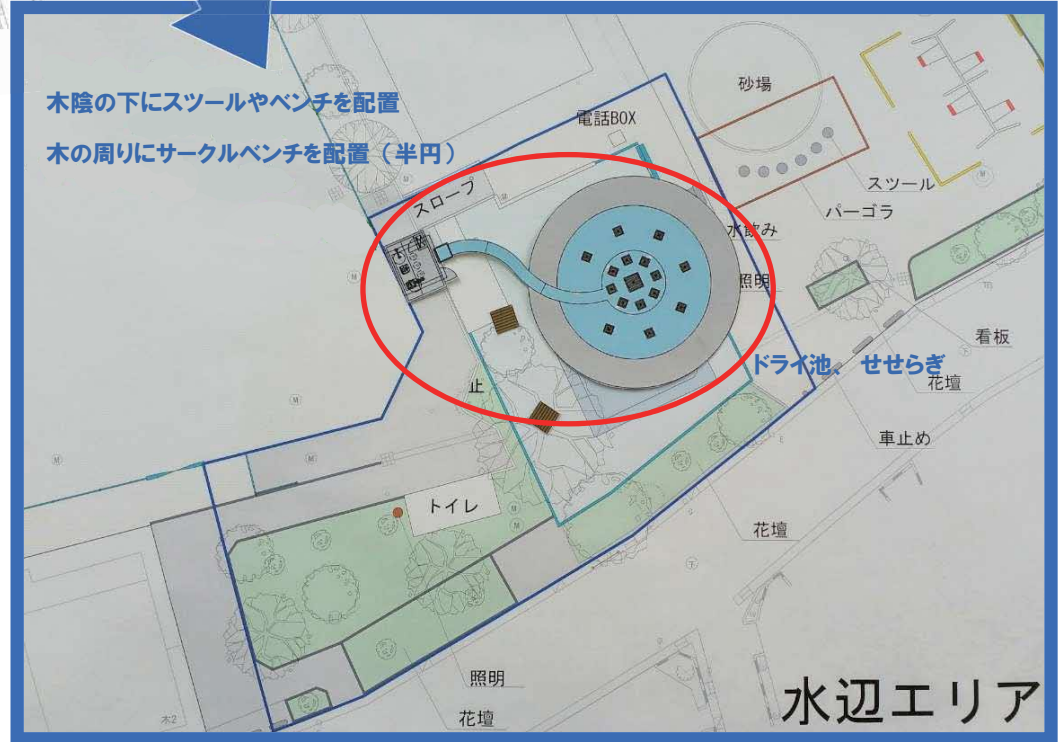 木陰の下にスツールやベンチを配置
木の周りにサークルベンチを配置（半円）
砂場
電話BOX
スツール
パーゴラ
スロープ
水飲み
照明
看板
ドライ池、 せせらぎ
花壇
止
車止め
トイレ
花壇
照明
花壇
木2
水辺エリア